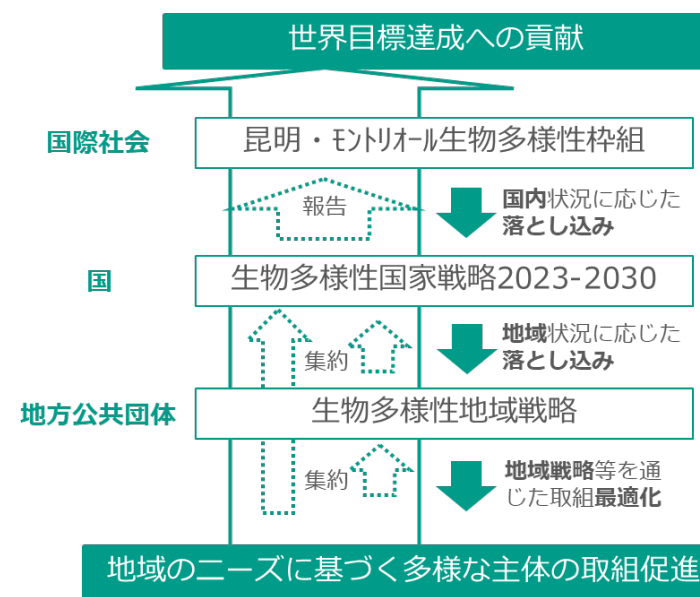 世界目標達成への貢献
国際社会
昆明・ﾓﾝﾄﾘｵｰﾙ生物多様性枠組
報告
国内状況に応じた
落とし込み
国
生物多様性国家戦略2023-2030
集約
地域状況に応じた
落とし込み
地方公共団体
生物多様性地域戦略
集約
地域戦略等を通
じた取組最適化
地域のニーズに基づく多様な主体の取組促進